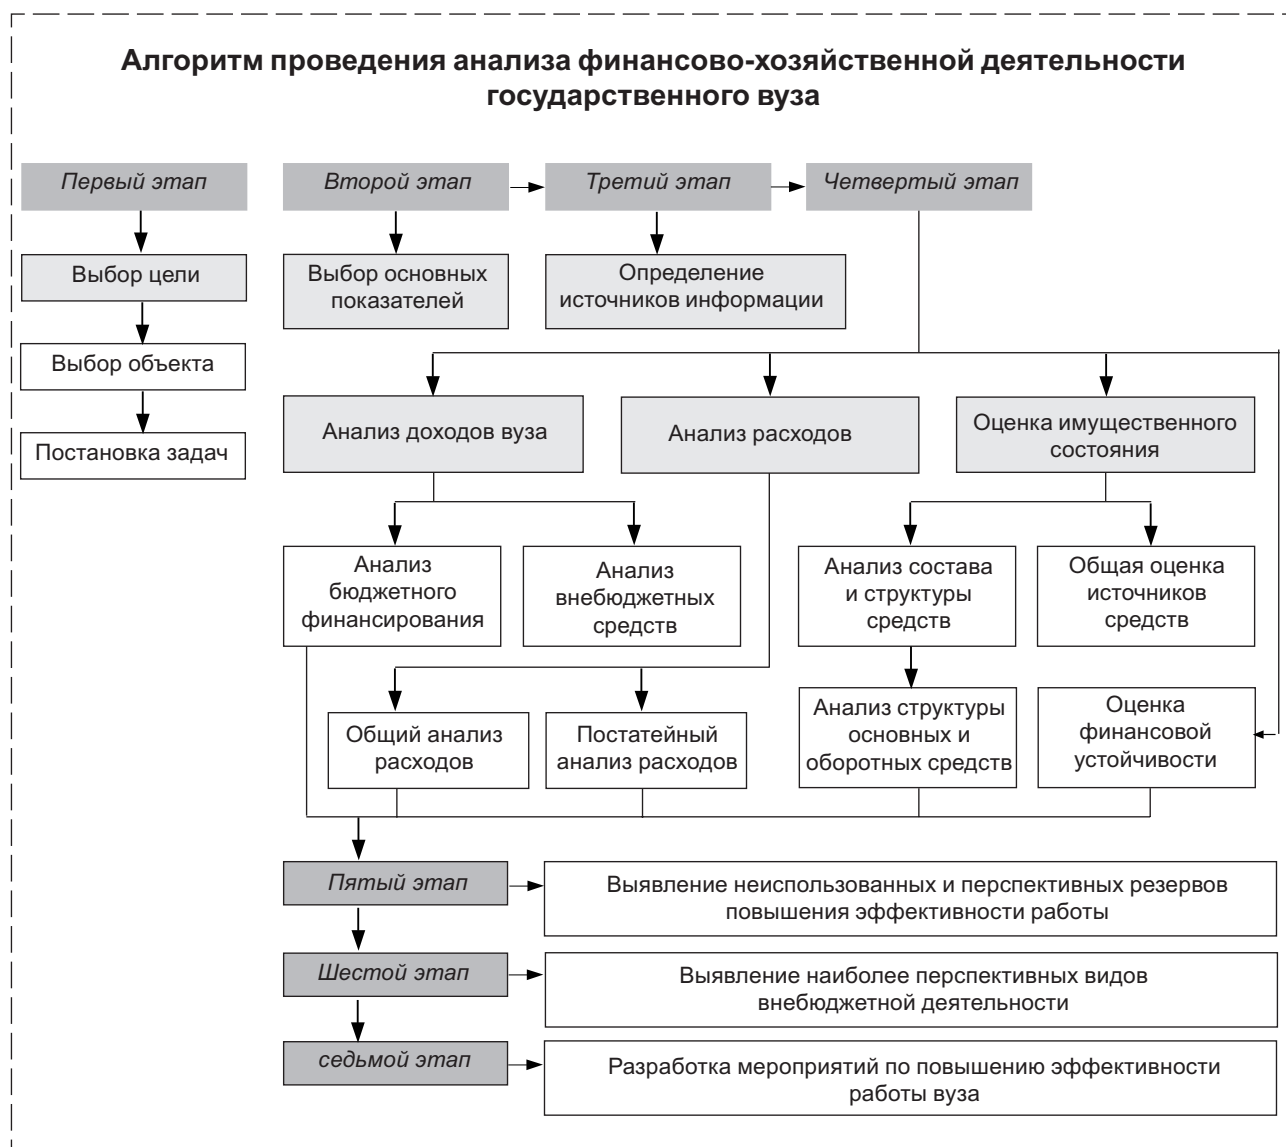 Алгоритм проведения анализа финансово-хозяйственной деятельности
государственного вуза
Первый этап
Второй этап
Третий этап
Четвертый этап
Выбор цели
Выбор основных
показателей
Определение
источников информации
Выбор объекта
Постановка задач
Анализ доходов вуза
Анализ расходов
Оценка имущественного
состояния
Анализ
бюджетного
финансирования
Анализ
внебюджетных
средств
Анализ состава
и структуры
средств
Общая оценка
источников
средств
Общий анализ
расходов
Постатейный
анализ расходов
Анализ структуры
основных и
оборотных средств
Оценка
финансовой
устойчивости
Пятый этап
Выявление неиспользованных и перспективных резервов
повышения эффективности работы
Шестой этап
Выявление наиболее перспективных видов
внебюджетной деятельности
седьмой этап
Разработка мероприятий по повышению эффективности
работы вуза